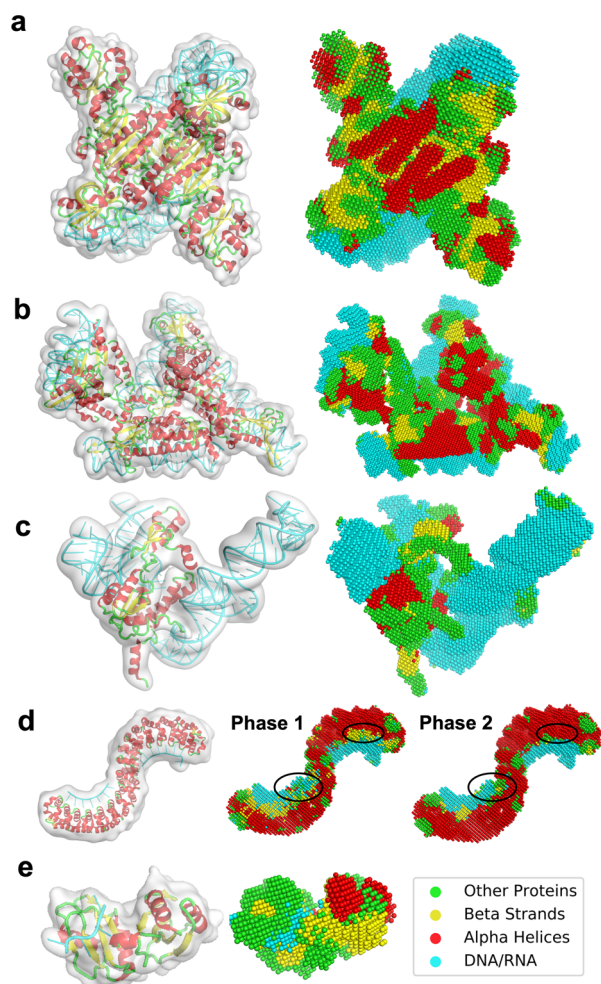 a
b
c
d
Phase 1
Phase 2
e
Other Proteins
Beta Strands
Alpha Helices
DNA/RNA